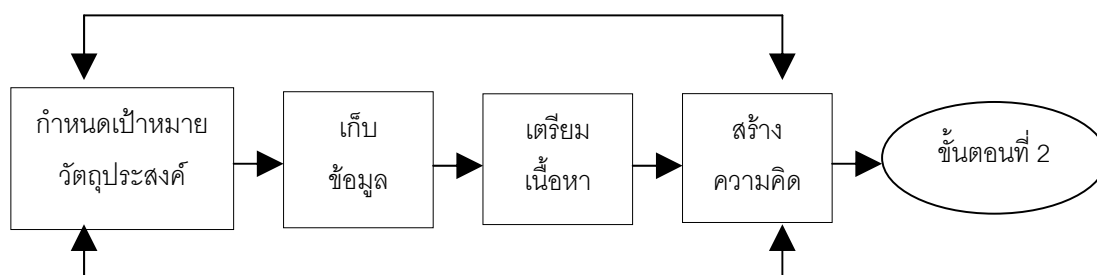 กำหนดเป้าหมาย
วัตถุประสงค์
เก็บ
ข้อมูล
เตรียม
เนื้อหา
สร้าง
ความคิด
ขั้นตอนที่ 2